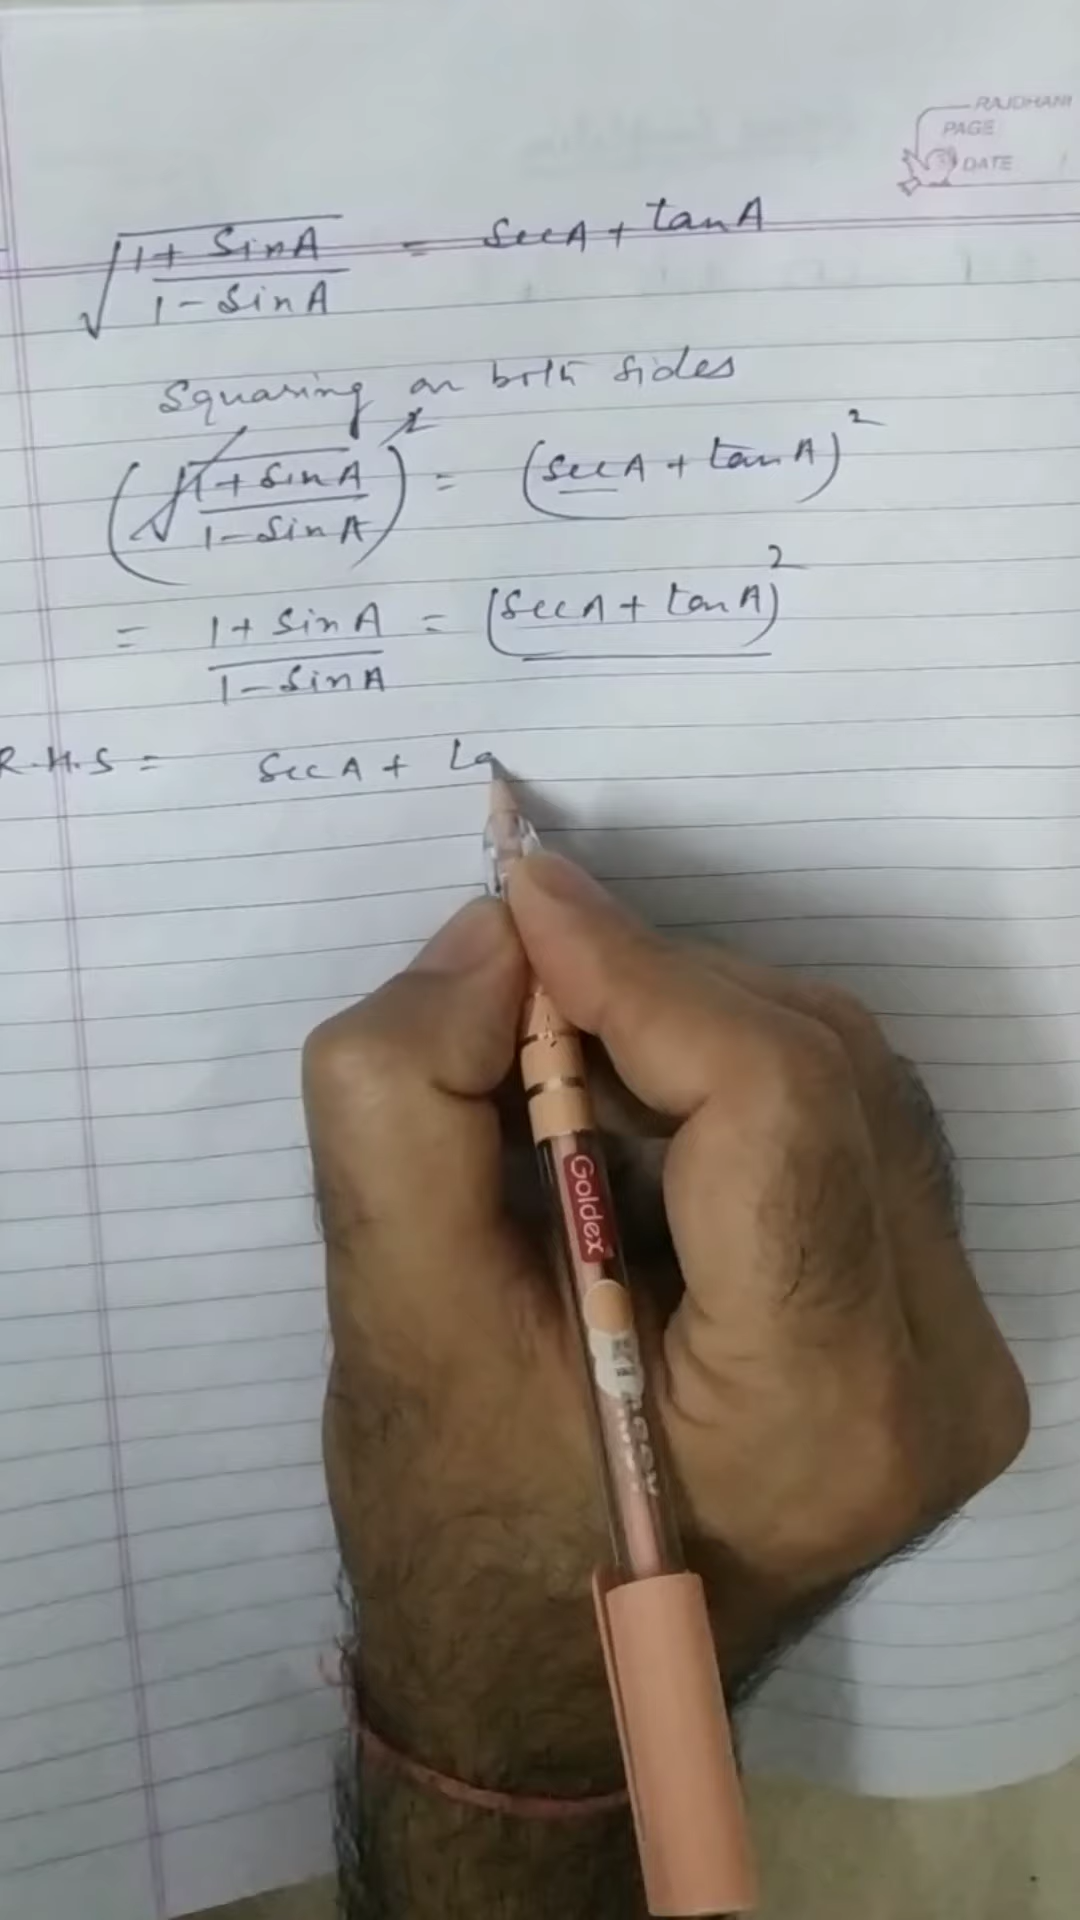 RAJDHANI
PAGE
DATE
√(1 + SinA / 1 - SinA) = SecA + tanA
Squaring on both sides
(√(1 + SinA / 1 - SinA))² = (SecA + tanA)²
= 1 + SinA / 1 - SinA = (SecA + tanA)²
R.H.S = SecA + ta
Goldex